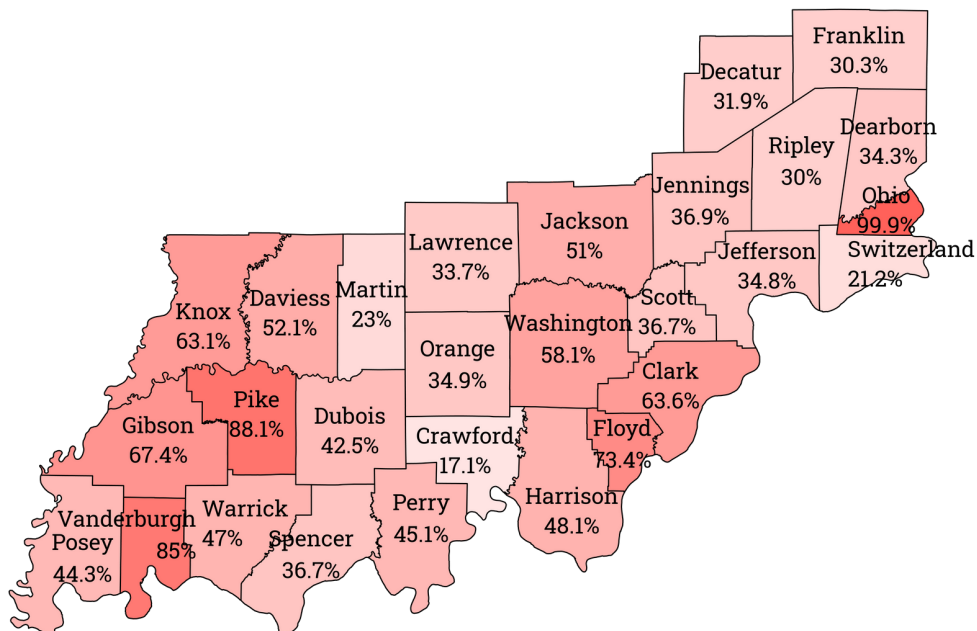 Franklin
30.3%
Decatur
31.9%
Dearborn
34.3%
Ripley
30%
Jennings
36.9%
Ohio
99.9%
Jackson
51%
Lawrence
33.7%
Jefferson
34.8%
Switzerland
21.2%
Martin
23%
Daviess
52.1%
Knox
63.1%
Scott
36.7%
Washington
58.1%
Orange
34.9%
Clark
63.6%
Pike
88.1%
Dubois
42.5%
Gibson
67.4%
Floyd
73.4%
Crawford
17.1%
Harrison
48.1%
Perry
45.1%
Warrick
47%
Vanderburgh
85%
Posey
44.3%
Spencer
36.7%